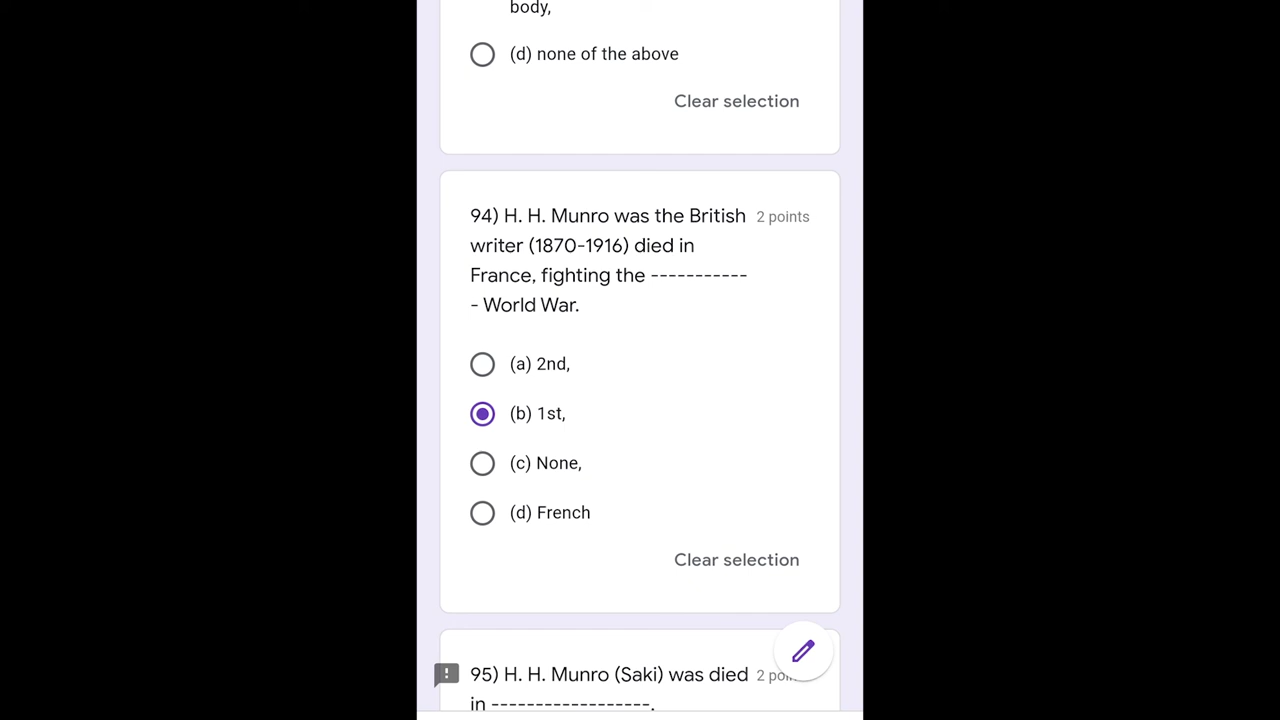 body,
(d) none of the above
Clear selection
94) H. H. Munro was the British 2 points
writer (1870-1916) died in
France, fighting the -----------
- World War.
(a) 2nd,
(b) 1st,
(c) None,
(d) French
Clear selection
95) H. H. Munro (Saki) was died 2
in ------------------.